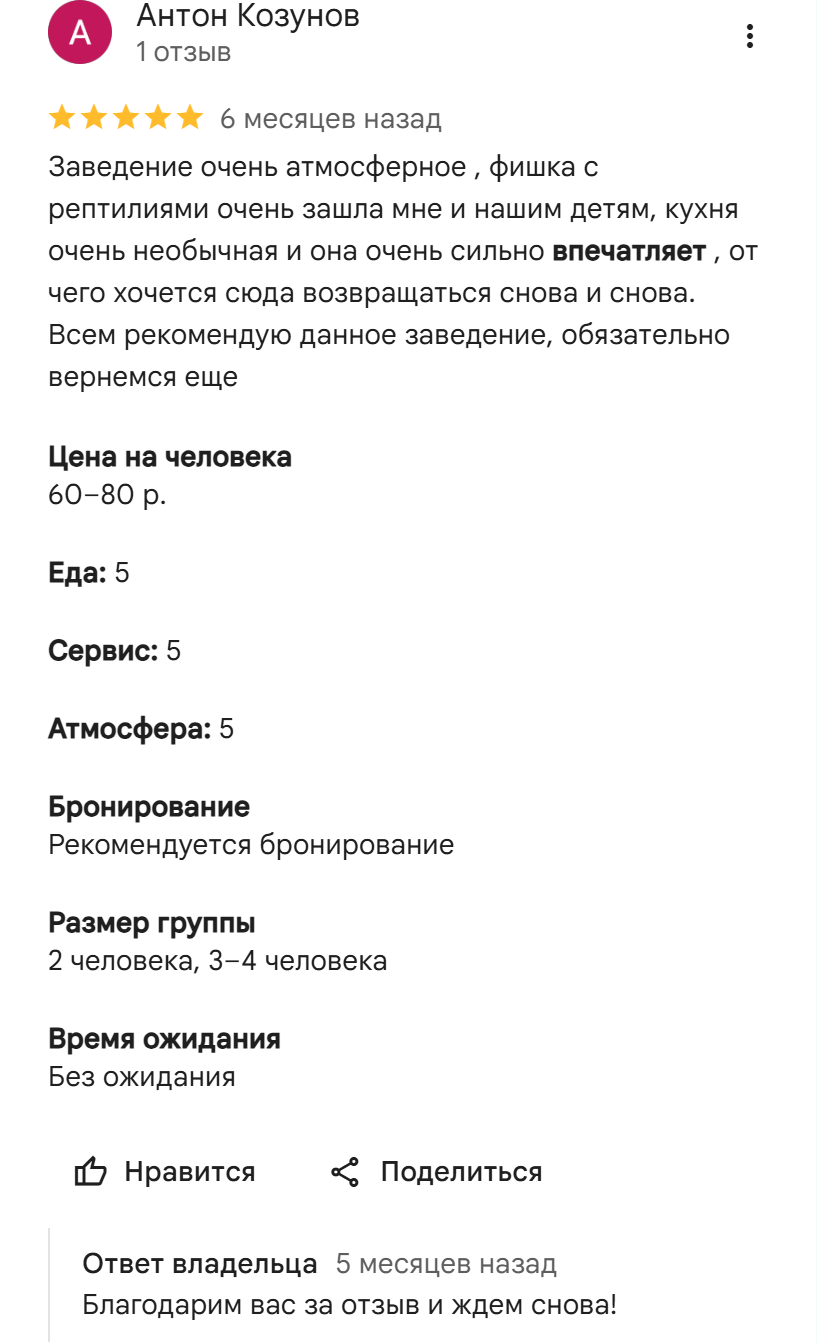 А
Антон Козунов
1 отзыв
6 месяцев назад
Заведение очень атмосферное , фишка с
рептилиями очень зашла мне и нашим детям, кухня
очень необычная и она очень сильно впечатляет , от
чего хочется сюда возвращаться снова и снова.
Всем рекомендую данное заведение, обязательно
вернемся еще
Цена на человека
60–80 р.
Еда: 5
Сервис: 5
Атмосфера: 5
Бронирование
Рекомендуется бронирование
Размер группы
2 человека, 3–4 человека
Время ожидания
Без ожидания
Нравится Поделиться
Ответ владельца 5 месяцев назад
Благодарим вас за отзыв и ждем снова!